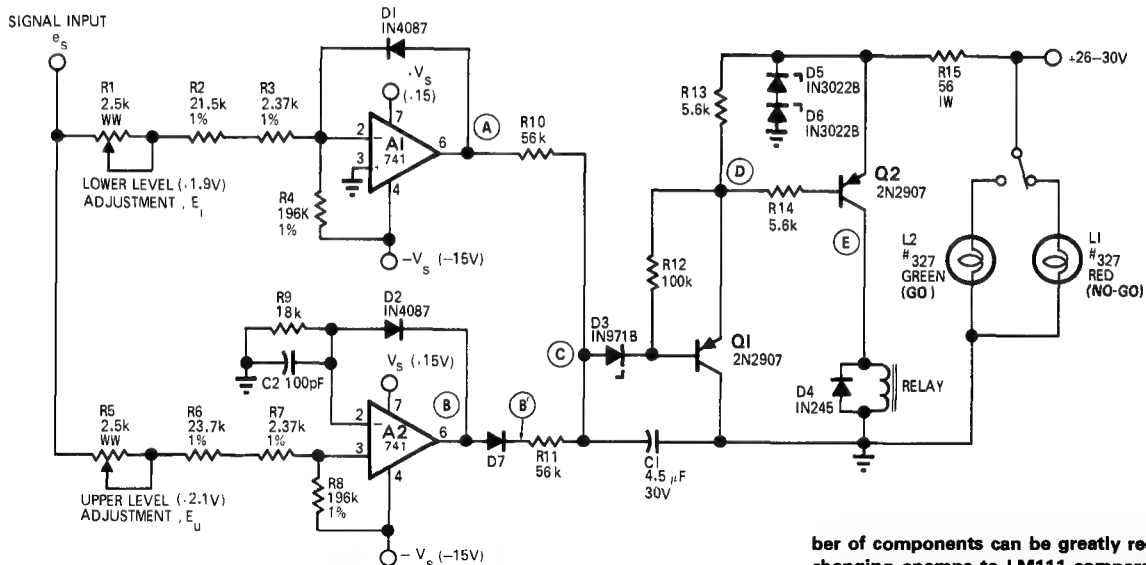 SIGNAL INPUT
e_s
R1
2.5k
WW
R2
21.5k
1%
R3
2.37k
1%
LOWER LEVEL (.1.9V)
ADJUSTMENT, E_l
R4
196K
1%
D1
IN4087
.V_s
(.15)
7
2
3
4
6
A1
741
-V_s (-15V)
A
R10
56k
R9
18k
C2 100pF
D2
IN4087
V_s (.15V)
7
2
3
4
6
A2
741
B
R5
2.5k
WW
R6
23.7k
1%
R7
2.37k
1%
UPPER LEVEL (.2.1V)
ADJUSTMENT, E_u
R8
196k
1%
- V_s (-15V)
D7
B'
R11
56k
C
D3
IN971B
C1
4.5 µF
30V
R12
100k
R13
5.6k
D
Q1
2N2907
D5
IN3022B
D6
IN3022B
R14
5.6k
Q2
2N2907
E
R15
56
IW
+26–30V
L2
#327
GREEN
(GO)
L1
#327
RED
(NO-GO)
D4
IN245
RELAY
ber of components can be greatly re